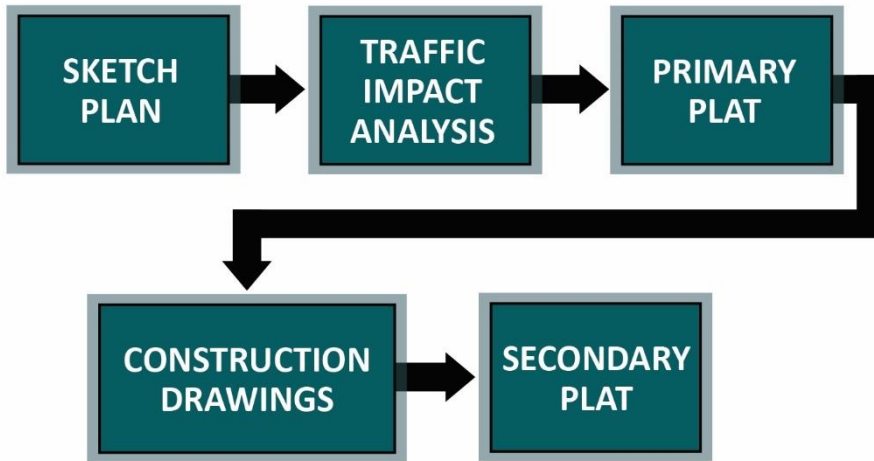 SKETCH
PLAN
TRAFFIC
IMPACT
ANALYSIS
PRIMARY
PLAT
CONSTRUCTION
DRAWINGS
SECONDARY
PLAT